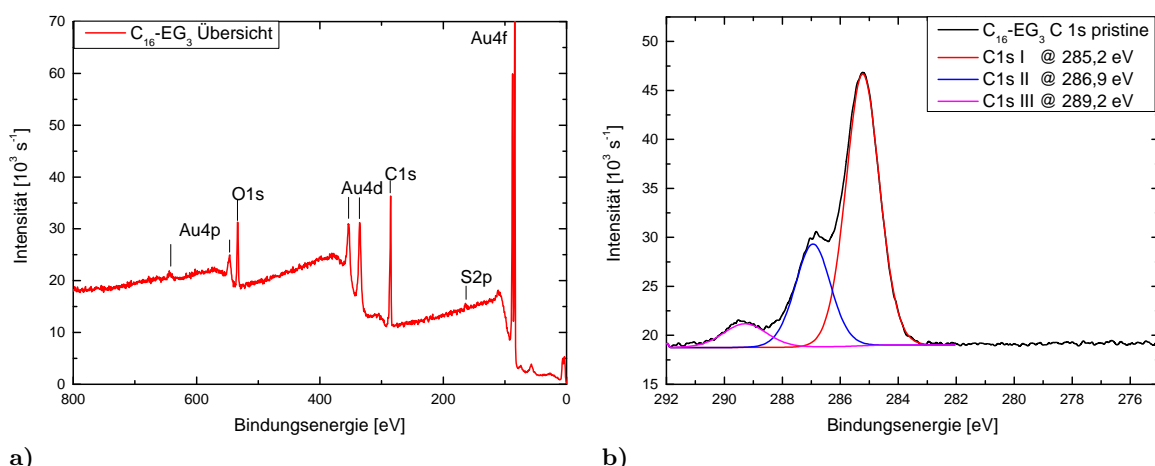 C₁₆-EG₃ Übersicht
Au4f
C1s
Au4d
O1s
Au4p
S2p
Intensität [10³ s⁻¹]
70
60
50
40
30
20
10
0
800
600
400
200
0
Bindungsenergie [eV]
a)
C₁₆-EG₃ C 1s pristine
C1s I @ 285,2 eV
C1s II @ 286,9 eV
C1s III @ 289,2 eV
Intensität [10³ s⁻¹]
50
45
40
35
30
25
20
15
292
290
288
286
284
282
280
278
276
Bindungsenergie [eV]
b)